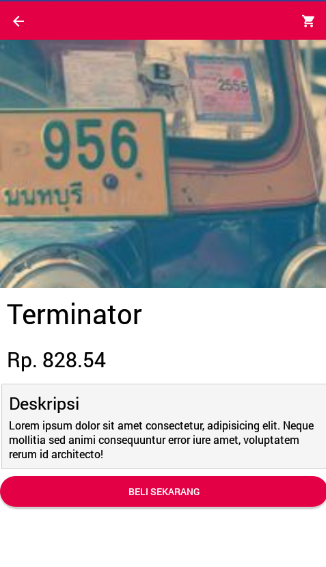 B
2555
956
นนทบุรี
Terminator
Rp. 828.54
Deskripsi
Lorem ipsum dolor sit amet consectetur, adipisicing elit. Neque
mollitia sed animi consequuntur error iure amet, voluptatem
rerum id architecto!
BELI SEKARANG